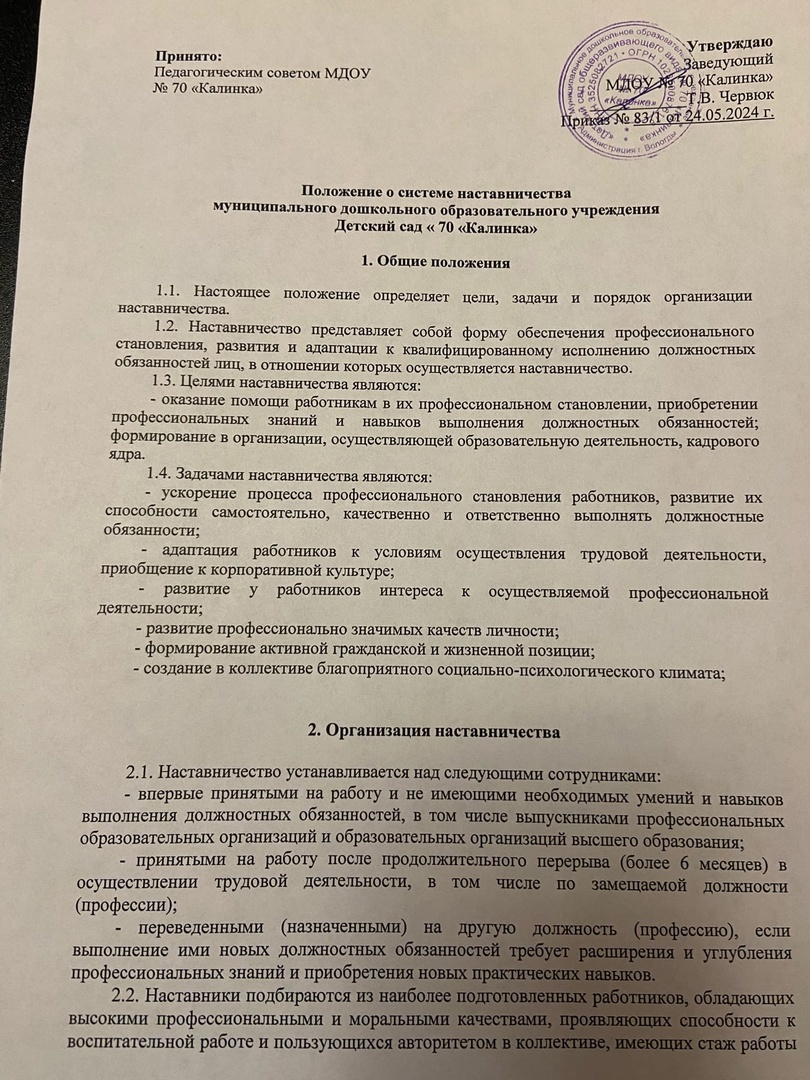 Принято:
Педагогическим советом МДОУ
№ 70 «Калинка»
Утверждаю
Заведующий
МДОУ № 70 «Калинка»
Т.В. Червюк
Приказ № 83/1 от 24.05.2024 г.
Положение о системе наставничества
муниципального дошкольного образовательного учреждения
Детский сад « 70 «Калинка»
1. Общие положения
1.1. Настоящее положение определяет цели, задачи и порядок организации
наставничества.
1.2. Наставничество представляет собой форму обеспечения профессионального
становления, развития и адаптации к квалифицированному исполнению должностных
обязанностей лиц, в отношении которых осуществляется наставничество.
1.3. Целями наставничества являются:
- оказание помощи работникам в их профессиональном становлении, приобретении
профессиональных знаний и навыков выполнения должностных обязанностей;
формирование в организации, осуществляющей образовательную деятельность, кадрового
ядра.
1.4. Задачами наставничества являются:
- ускорение процесса профессионального становления работников, развитие их
способности самостоятельно, качественно и ответственно выполнять должностные
обязанности;
- адаптация работников к условиям осуществления трудовой деятельности,
приобщение к корпоративной культуре;
- развитие у работников интереса к осуществляемой профессиональной
деятельности;
- развитие профессионально значимых качеств личности;
- формирование активной гражданской и жизненной позиции;
- создание в коллективе благоприятного социально-психологического климата;
2. Организация наставничества
2.1. Наставничество устанавливается над следующими сотрудниками:
- впервые принятыми на работу и не имеющими необходимых умений и навыков
выполнения должностных обязанностей, в том числе выпускниками профессиональных
образовательных организаций и образовательных организаций высшего образования;
- принятыми на работу после продолжительного перерыва (более 6 месяцев) в
осуществлении трудовой деятельности, в том числе по замещаемой должности
(профессии);
- переведенными (назначенными) на другую должность (профессию), если
выполнение ими новых должностных обязанностей требует расширения и углубления
профессиональных знаний и приобретения новых практических навыков.
2.2. Наставники подбираются из наиболее подготовленных работников, обладающих
высокими профессиональными и моральными качествами, проявляющих способности к
воспитательной работе и пользующихся авторитетом в коллективе, имеющих стаж работы